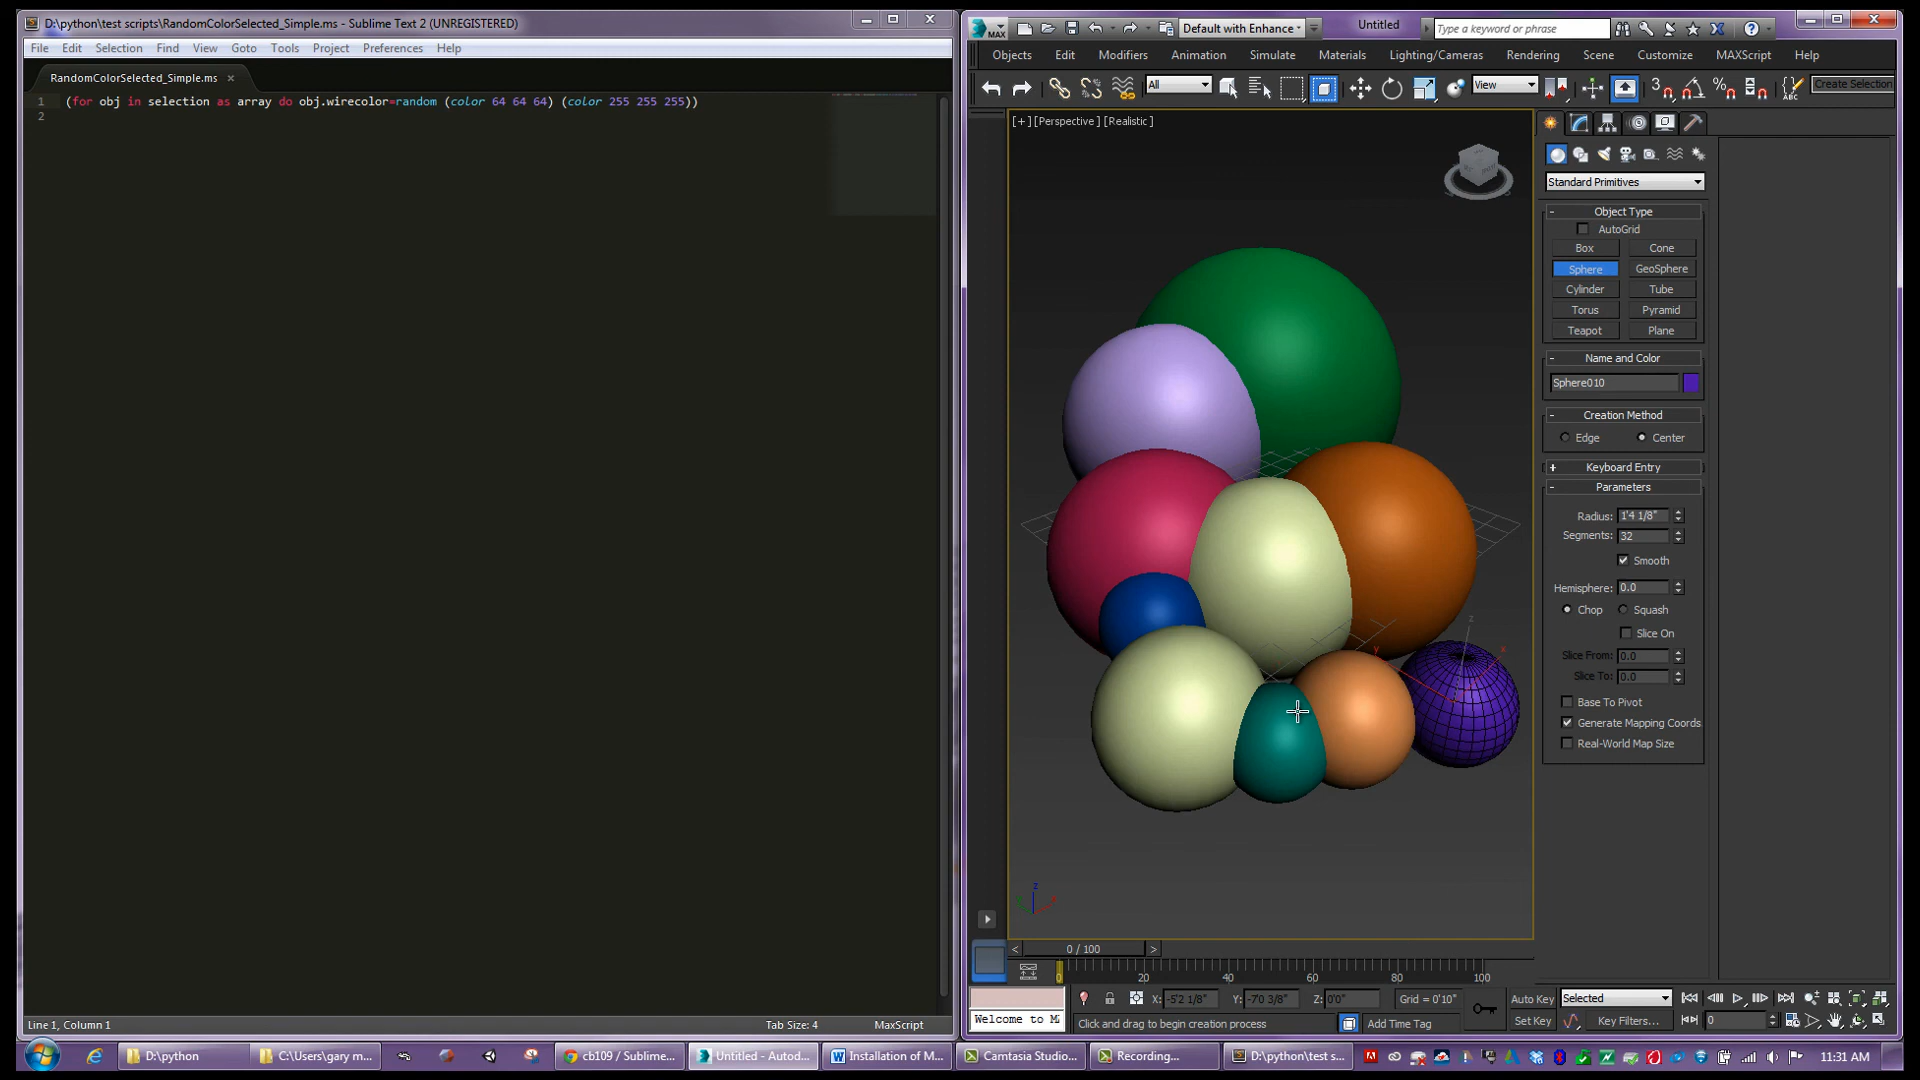 D:\python\test scripts\RandomColorSelected_Simple.ms - Sublime Text 2 (UNREGISTERED)
File Edit Selection Find View Goto Tools Project Preferences Help
RandomColorSelected_Simple.ms
1 (for obj in selection as array do obj.wirecolor=random (color 64 64 64) (color 255 255 255))
2
Line 1, Column 1 Tab Size: 4 MaxScript
MAX Default with Enhance Untitled Type a keyword or phrase
Objects Edit Modifiers Animation Simulate Materials Lighting/Cameras Rendering Scene Customize MAXScript Help
All View Create Selection
[+] [Perspective] [Realistic]
Standard Primitives
- Object Type
AutoGrid
Box Cone
Sphere GeoSphere
Cylinder Tube
Torus Pyramid
Teapot Plane
- Name and Color
Sphere010
- Creation Method
Edge Center
+ Keyboard Entry
- Parameters
Radius: 1'4 1/8"
Segments: 32
Smooth
Hemisphere: 0.0
Chop Squash
Slice On
Slice From: 0.0
Slice To: 0.0
Base To Pivot
Generate Mapping Coords
Real-World Map Size
z
x
y
z
< 0 / 100 >
0 20 40 60 80 100
X: -5'2 1/8" Y: -7'0 3/8" Z: 0'0" Grid = 0'10" Auto Key Selected
Welcome to M Click and drag to begin creation process Add Time Tag Set Key Key Filters... 0
D:\python C:\Users\gary m... cb109 / Sublime... Untitled - Autod... Installation of M... Camtasia Studio... Recording... D:\python\test s... 11:31 AM